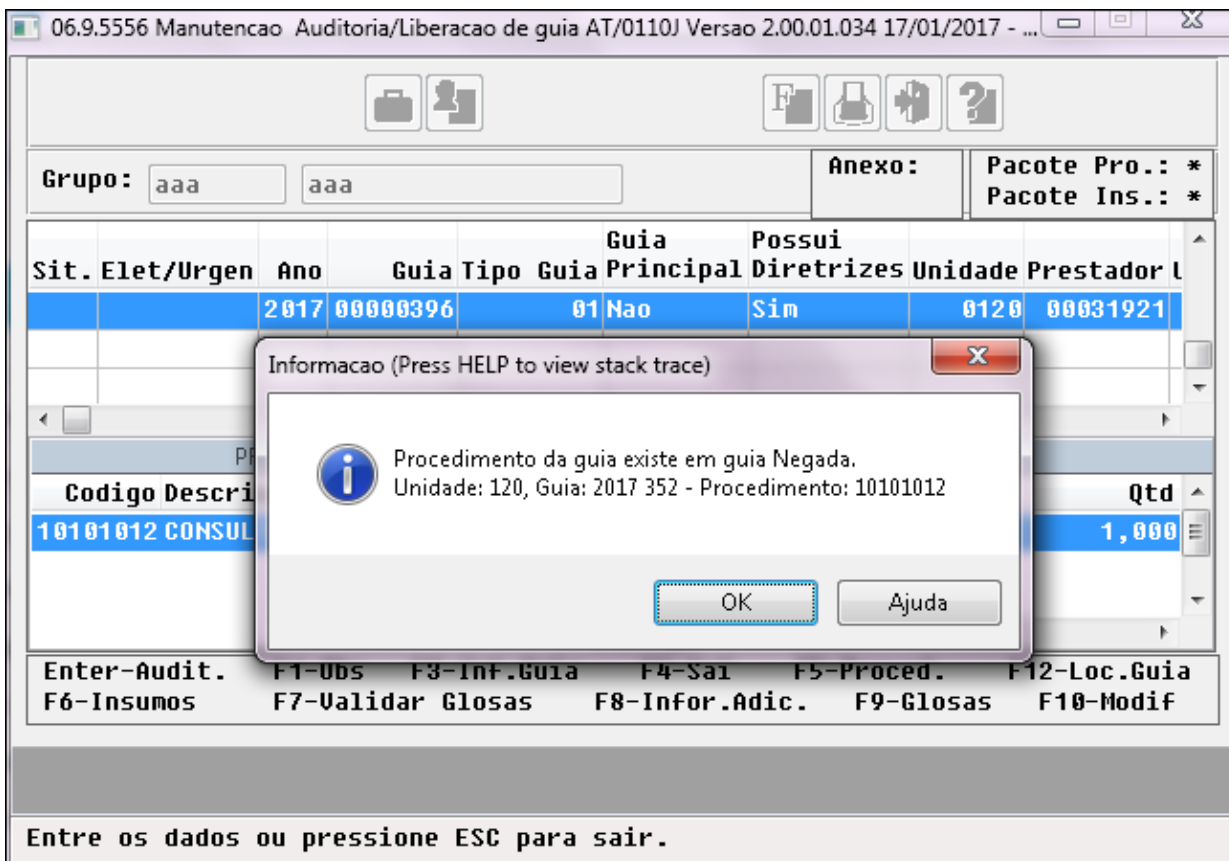 06.9.5556 Manutencao Auditoria/Liberacao de guia AT/0110J Versao 2.00.01.034 17/01/2017 - ...
F ?
Grupo: aaa aaa
Anexo:
Pacote Pro.: *
Pacote Ins.: *
Sit. Elet/Urgen Ano Guia Tipo Guia Guia Principal Possui Diretrizes Unidade Prestador
2017 00000396 01 Nao Sim 0120 00031921
Informacao (Press HELP to view stack trace)
Procedimento da guia existe em guia Negada.
Unidade: 120, Guia: 2017 352 - Procedimento: 10101012
OK Ajuda
Codigo Descri Qtd
10101012 CONSUL 1,000
Enter-Audit. F1-Obs F3-Inf.Guia F4-Sai F5-Proced. F12-Loc.Guia
F6-Insumos F7-Validar Glosas F8-Infor.Adic. F9-Glosas F10-Modif
Entre os dados ou pressione ESC para sair.